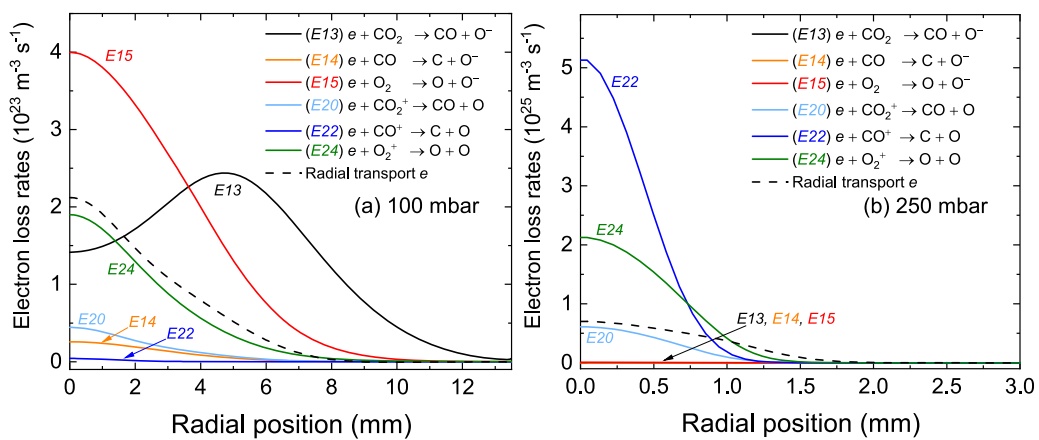 Electron loss rates (10²³ m⁻³ s⁻¹)
5
4
3
2
1
0
E15
E13
E24
E20
E14
E22
(E13) e + CO₂ → CO + O⁻
(E14) e + CO → C + O⁻
(E15) e + O₂ → O + O⁻
(E20) e + CO₂⁺ → CO + O
(E22) e + CO⁺ → C + O
(E24) e + O₂⁺ → O + O
Radial transport e
(a) 100 mbar
0 2 4 6 8 10 12
Radial position (mm)
Electron loss rates (10²⁵ m⁻³ s⁻¹)
5
4
3
2
1
0
E22
E24
E20
E13, E14, E15
(E13) e + CO₂ → CO + O⁻
(E14) e + CO → C + O⁻
(E15) e + O₂ → O + O⁻
(E20) e + CO₂⁺ → CO + O
(E22) e + CO⁺ → C + O
(E24) e + O₂⁺ → O + O
Radial transport e
(b) 250 mbar
0.0 0.5 1.0 1.5 2.0 2.5 3.0
Radial position (mm)